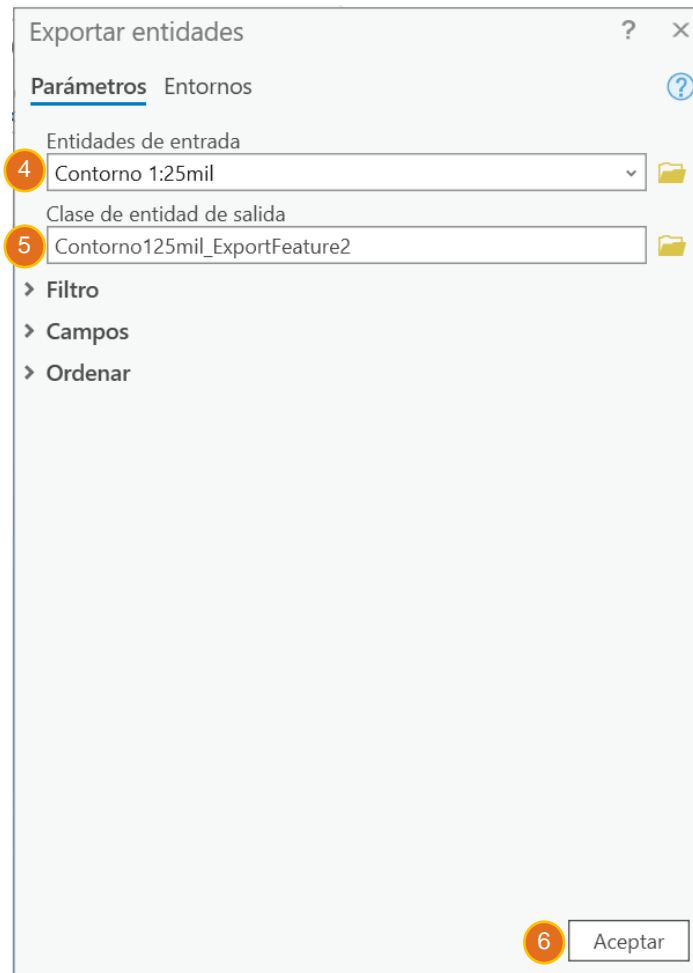 Exportar entidades ? ×
Parámetros Entornos ?
Entidades de entrada
4 Contorno 1:25mil
Clase de entidad de salida
5 Contorno125mil_ExportFeature2
Filtro
Campos
Ordenar
6 Aceptar